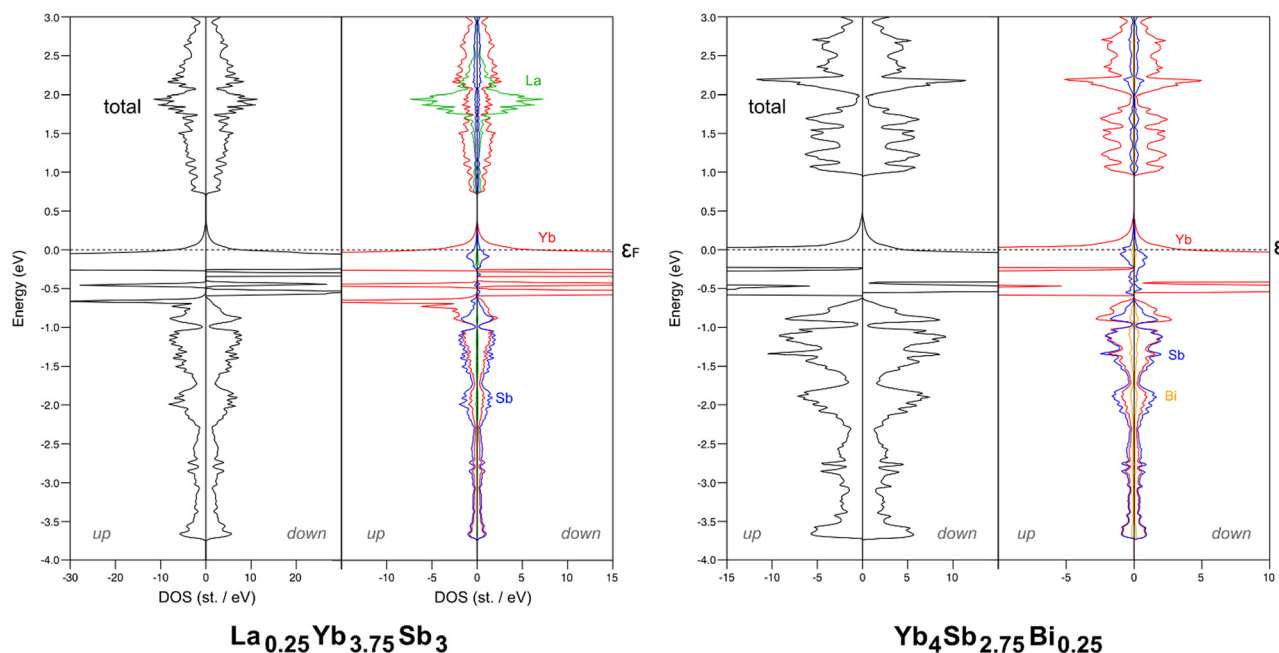 3.0
2.5
2.0
1.5
1.0
0.5
0.0
-0.5
-1.0
-1.5
-2.0
-2.5
-3.0
-3.5
-4.0
Energy (eV)
total
La
Yb
εF
Sb
up
down
up
down
-30 -20 -10 0 10 20
-10 -5 0 5 10 15
DOS (st. / eV)
DOS (st. / eV)
La0.25Yb3.75Sb3
3.0
2.5
2.0
1.5
1.0
0.5
0.0
-0.5
-1.0
-1.5
-2.0
-2.5
-3.0
-3.5
-4.0
Energy (eV)
total
Yb
ε
Sb
Bi
up
down
up
down
-15 -10 -5 0 5 10
-5 0 5 10
Yb4Sb2.75Bi0.25